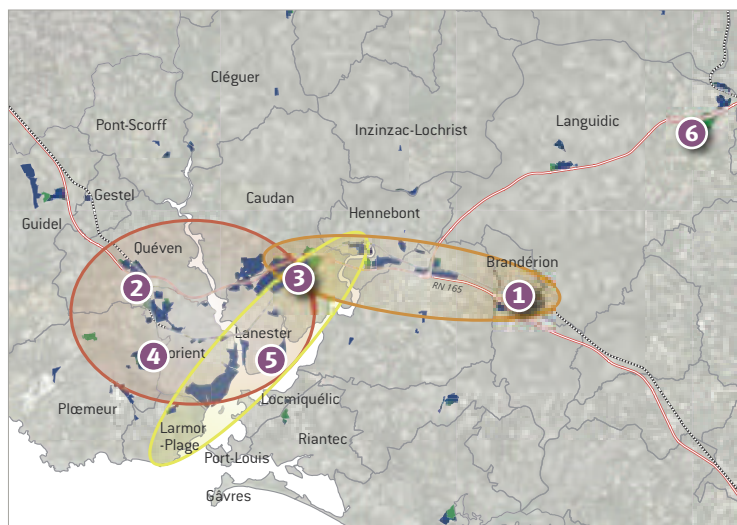 Cléguer
Pont-Scorff
Inzinzac-Lochrist
Languidic
6
Gestel
Caudan
Hennebont
Guidel
Quéven
Brandérion
2
3
1
RN 165
4
orient
Lanester
5
Plœmeur
Larmor
-Plage
Locmiquélic
Riantec
Port-Louis
Gâvres